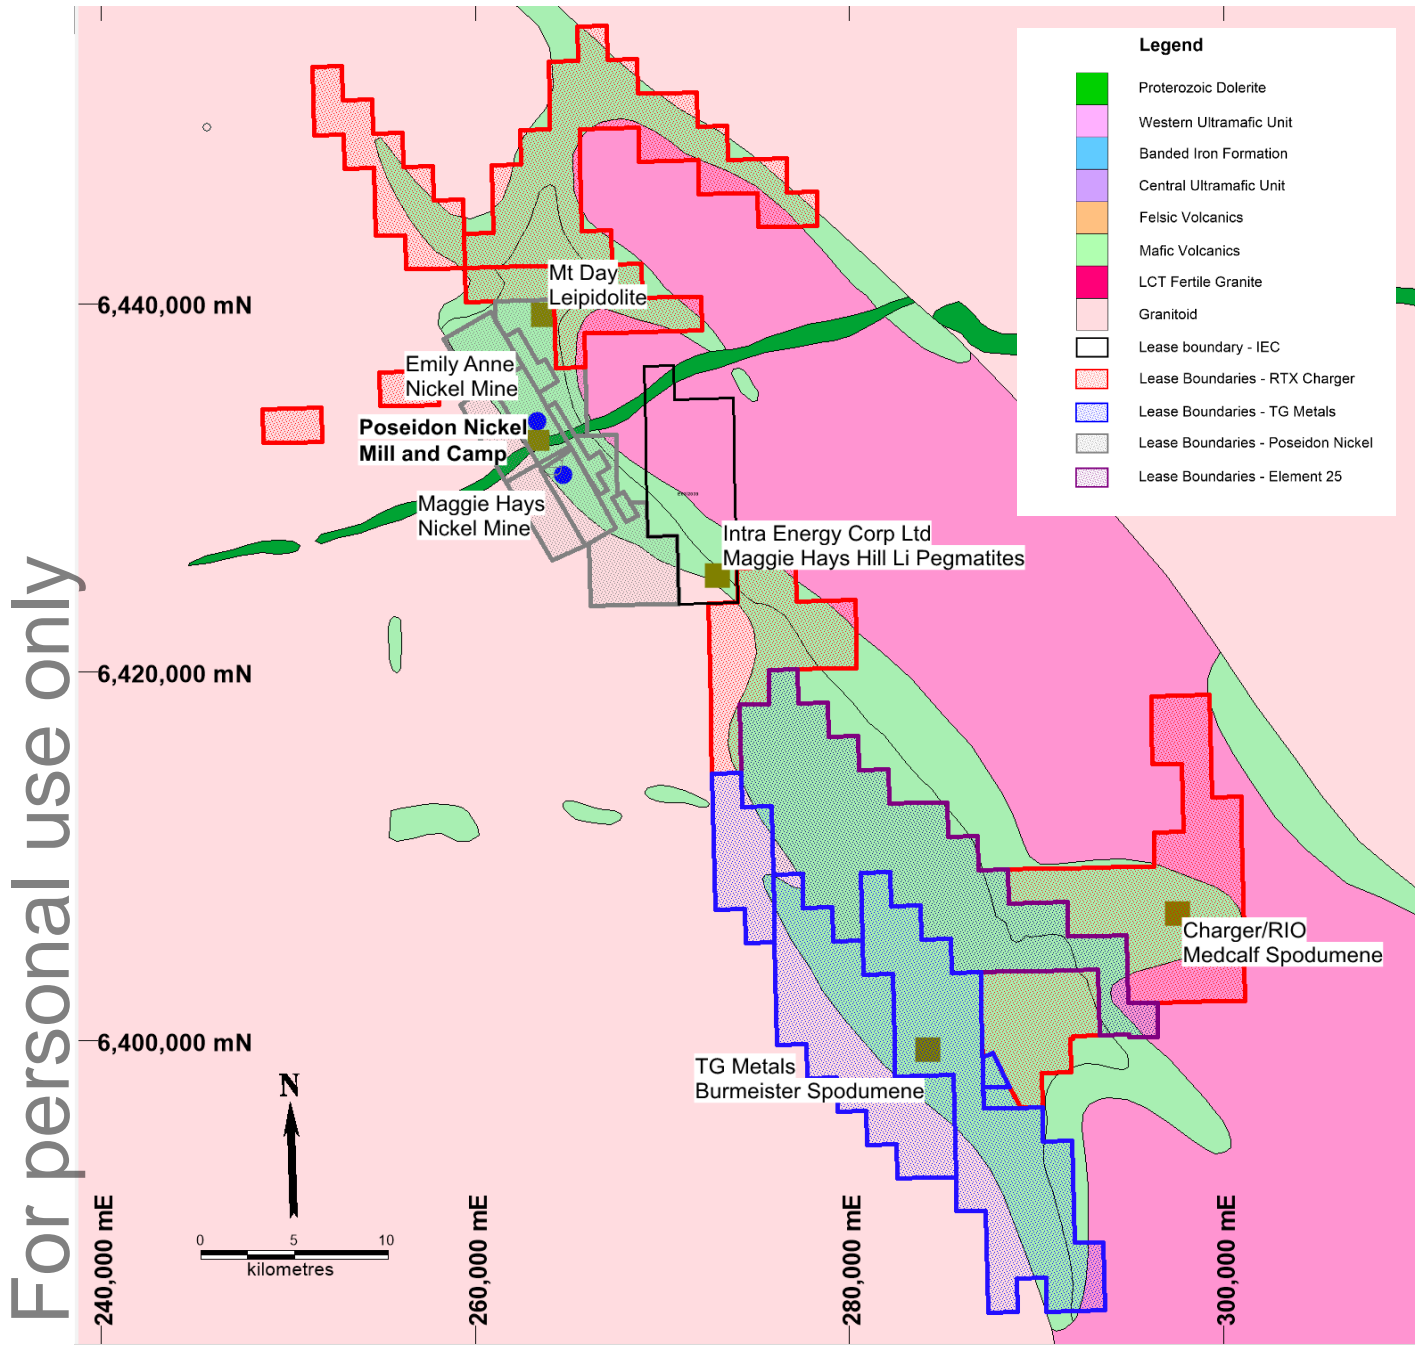 For personal use only
Legend
Proterozoic Dolerite
Western Ultramafic Unit
Banded Iron Formation
Central Ultramafic Unit
Felsic Volcanics
Mafic Volcanics
LCT Fertile Granite
Granitoid
Lease boundary - IEC
Lease Boundaries - RTX Charger
Lease Boundaries - TG Metals
Lease Boundaries - Poseidon Nickel
Lease Boundaries - Element 25
Mt Day
Leipidolite
6,440,000 mN
Emily Anne
Nickel Mine
Poseidon Nickel
Mill and Camp
Maggie Hays
Nickel Mine
Intra Energy Corp Ltd
Maggie Hays Hill Li Pegmatites
6,420,000 mN
Charger/RIO
Medcalf Spodumene
6,400,000 mN
TG Metals
Burmeister Spodumene
N
0 5 10
kilometres
240,000 mE
260,000 mE
280,000 mE
300,000 mE